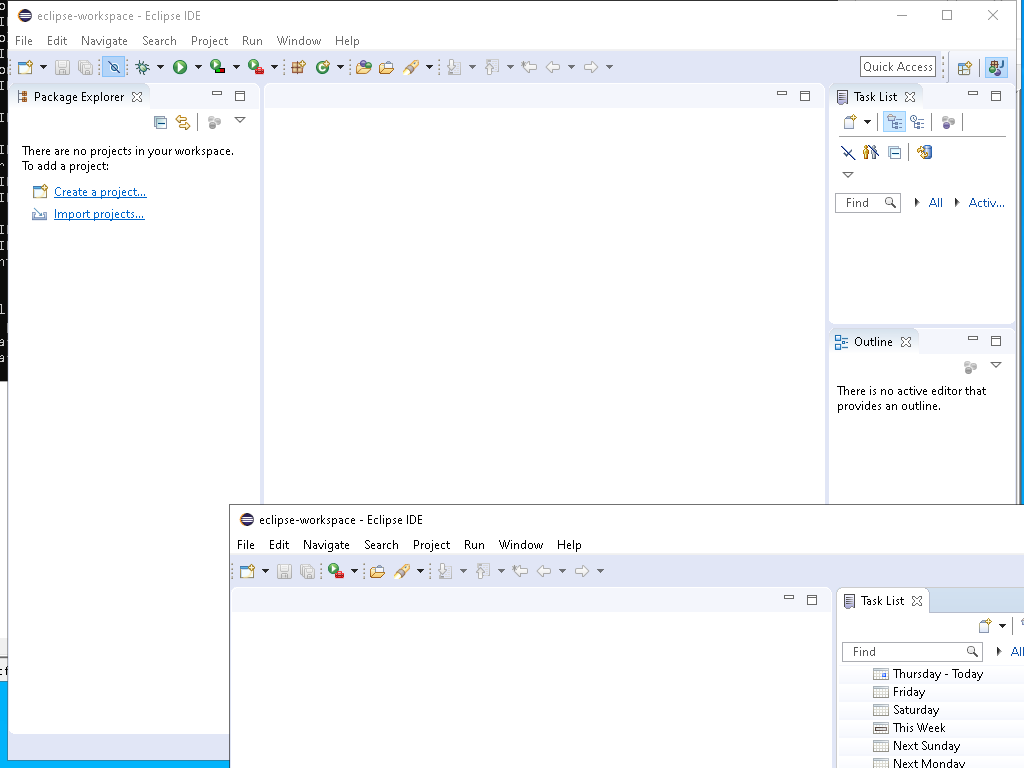 eclipse-workspace - Eclipse IDE
File Edit Navigate Search Project Run Window Help
Quick Access
Package Explorer
Task List
There are no projects in your workspace.
To add a project:
Create a project...
Import projects...
Find
All
Activ...
Outline
There is no active editor that
provides an outline.
eclipse-workspace - Eclipse IDE
File Edit Navigate Search Project Run Window Help
Task List
Find
All
Thursday - Today
Friday
Saturday
This Week
Next Sunday
Next Monday